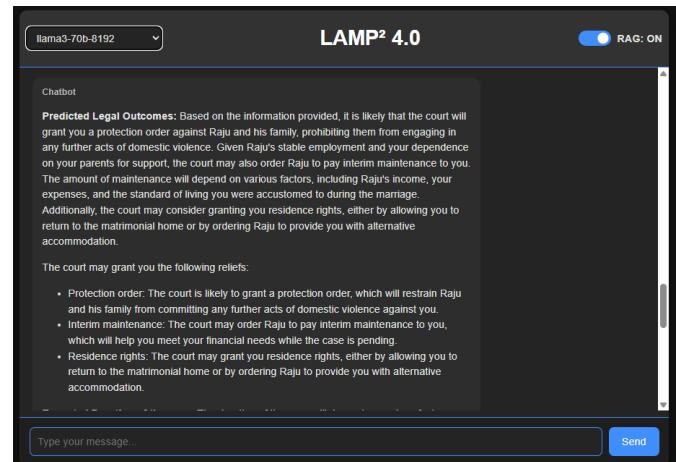 llama3-70b-8192
LAMP² 4.0
RAG: ON
Chatbot
Predicted Legal Outcomes: Based on the information provided, it is likely that the court will
grant you a protection order against Raju and his family, prohibiting them from engaging in
any further acts of domestic violence. Given Raju's stable employment and your dependence
on your parents for support, the court may also order Raju to pay interim maintenance to you.
The amount of maintenance will depend on various factors, including Raju's income, your
expenses, and the standard of living you were accustomed to during the marriage.
Additionally, the court may consider granting you residence rights, either by allowing you to
return to the matrimonial home or by ordering Raju to provide you with alternative
accommodation.
The court may grant you the following reliefs:
• Protection order: The court is likely to grant a protection order, which will restrain Raju
and his family from committing any further acts of domestic violence against you.
• Interim maintenance: The court may order Raju to pay interim maintenance to you,
which will help you meet your financial needs while the case is pending.
• Residence rights: The court may grant you residence rights, either by allowing you to
return to the matrimonial home or by ordering Raju to provide you with alternative
accommodation.
Type your message...
Send